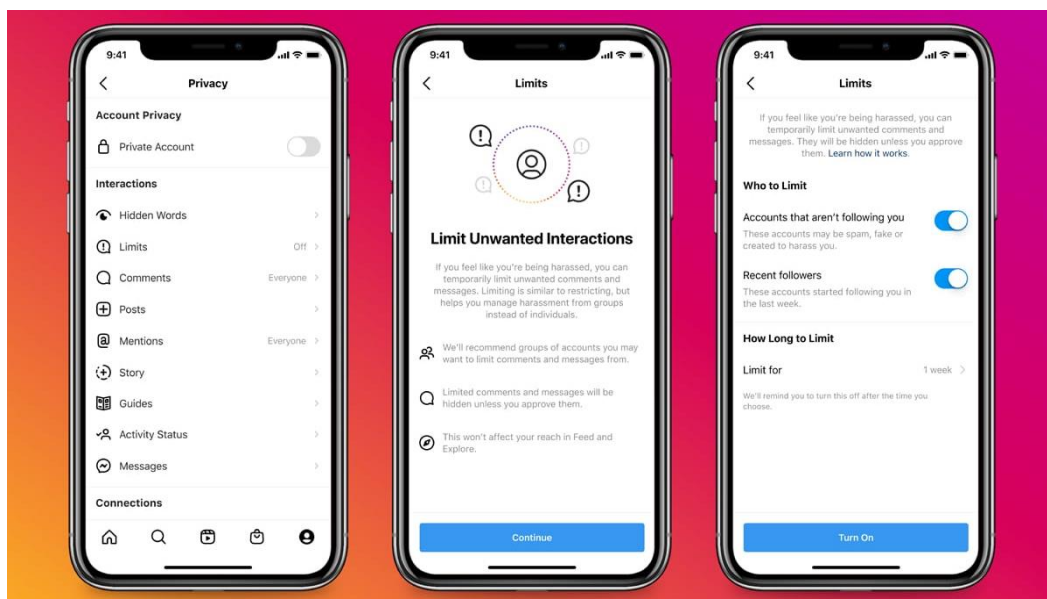 9:41
Privacy
Account Privacy
Private Account
Interactions
Hidden Words
Limits Off
Comments Everyone
Posts
Mentions Everyone
Story
Guides
Activity Status
Messages
Connections
9:41
Limits
Limit Unwanted Interactions
If you feel like you're being harassed, you can
temporarily limit unwanted comments and
messages. Limiting is similar to restricting, but
helps you manage harassment from groups
instead of individuals.
We'll recommend groups of accounts you may
want to limit comments and messages from.
Limited comments and messages will be
hidden unless you approve them.
This won't affect your reach in Feed and
Explore.
Continue
9:41
Limits
If you feel like you're being harassed, you can
temporarily limit unwanted comments and
messages. They will be hidden unless you approve
them. Learn how it works.
Who to Limit
Accounts that aren't following you
These accounts may be spam, fake or
created to harass you.
Recent followers
These accounts started following you in
the last week.
How Long to Limit
Limit for 1 week
We'll remind you to turn this off after the time you
choose.
Turn On